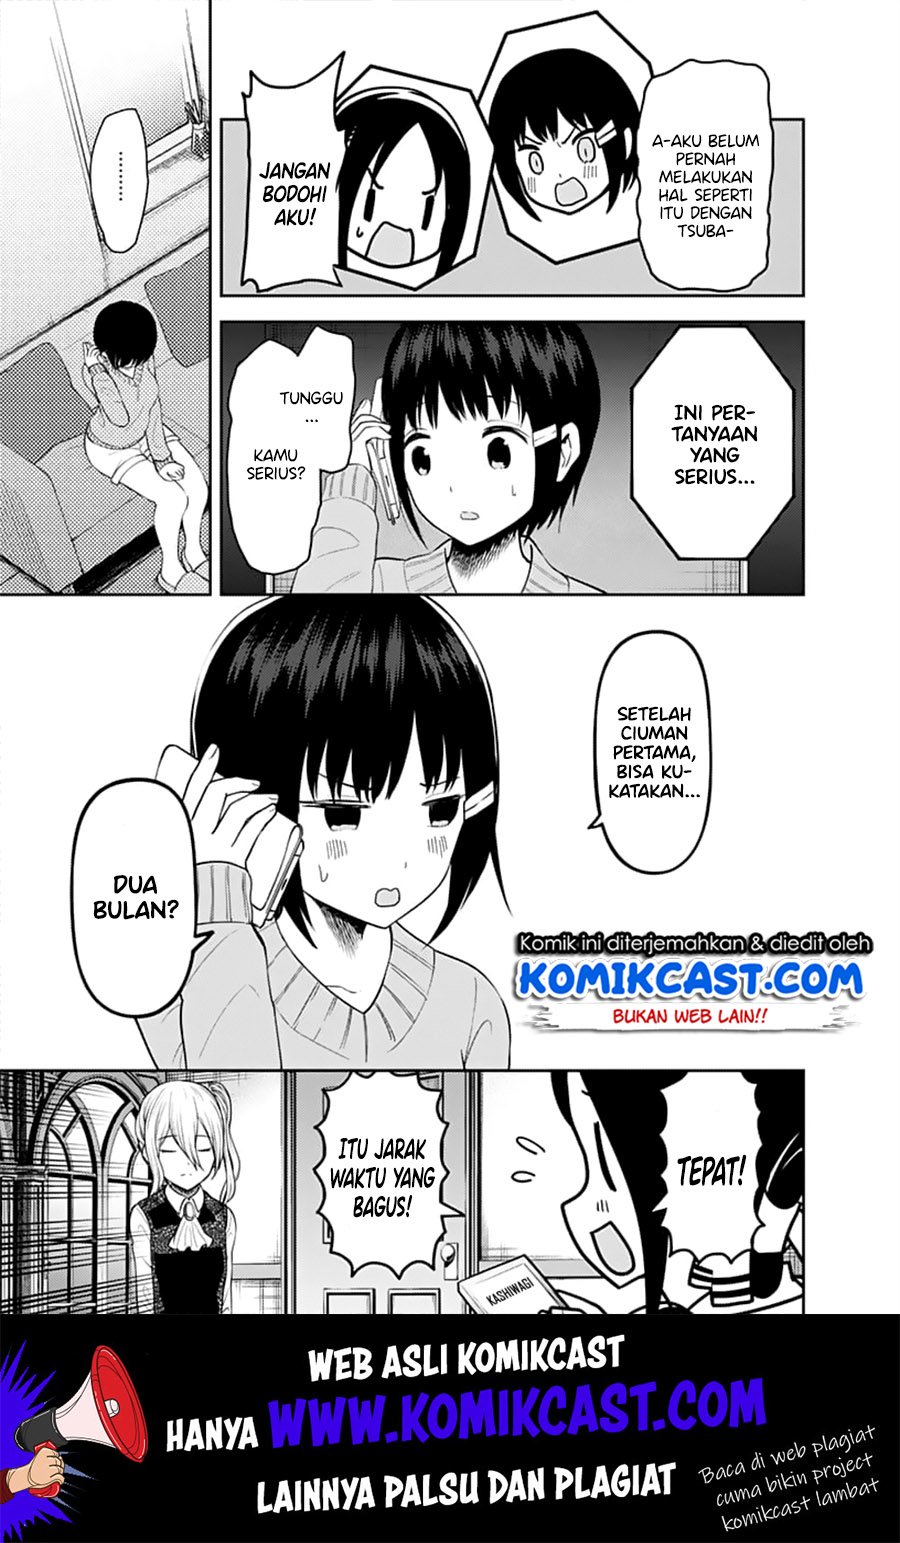 A-AKU BELUM
PERNAH
MELAKUKAN
HAL SEPERTI
ITU DENGAN
TSUBA-
JANGAN
BODOHI
AKU!
INI PER-
TANYAAN
YANG
SERIUS...
TUNGGU
...
KAMU
SERIUS?
........
SETELAH
CIUMAN
PERTAMA,
BISA KU-
KATAKAN...
DUA
BULAN?
Komik ini diterjemahkan & diedit oleh
KOMIKCAST.COM
BUKAN WEB LAIN!!
TEPAT!
KASHIWAGI
ITU JARAK
WAKTU YANG
BAGUS!
WEB ASLI KOMIKCAST
HANYA WWW.KOMIKCAST.COM
LAINNYA PALSU DAN PLAGIAT
Baca di web plagiat
cuma bikin project
komikcast lambat